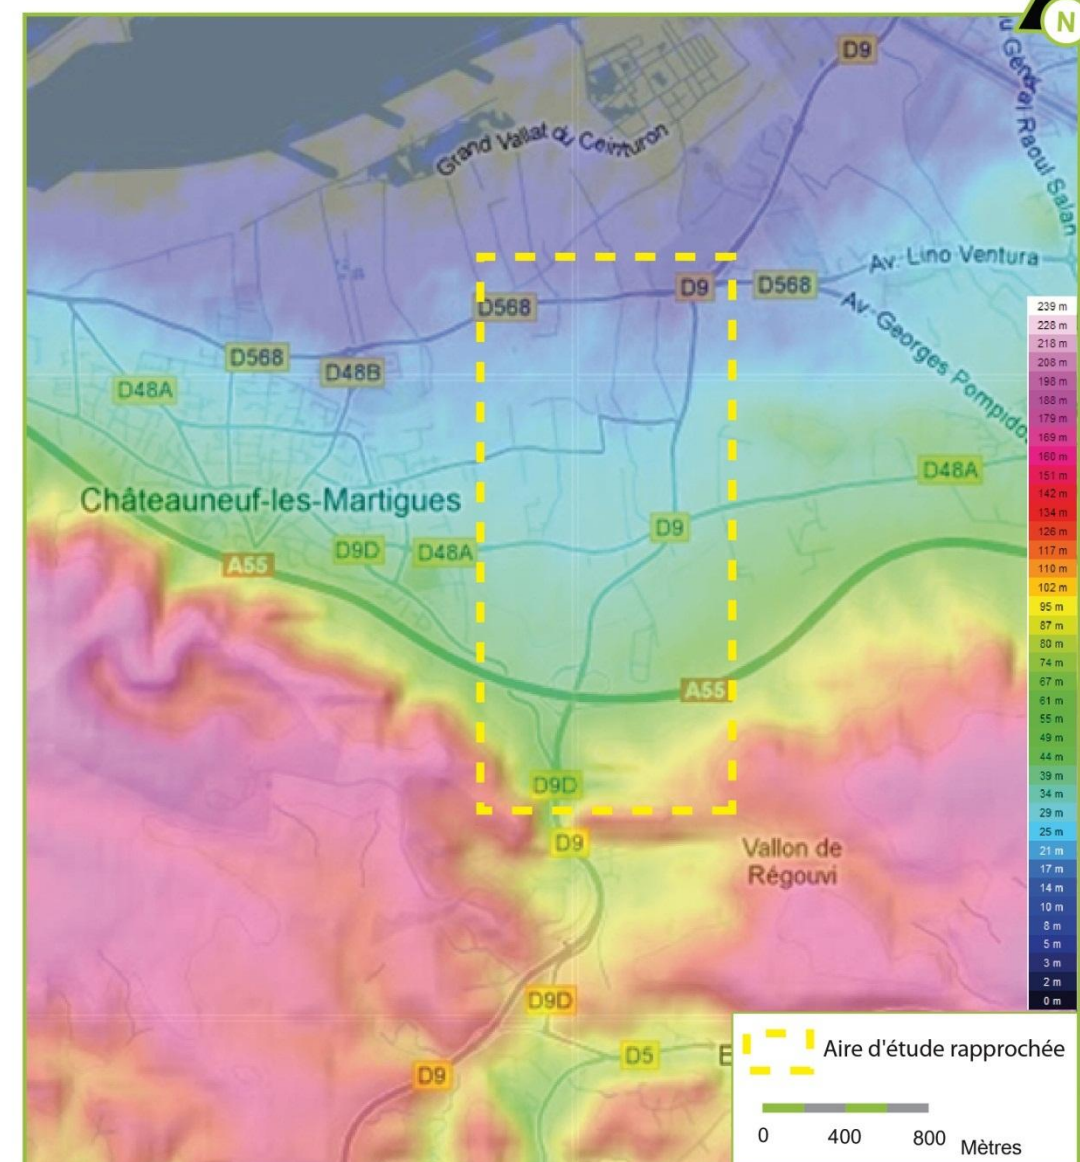 N
D9
u Général Raoul Salan
Grand Vallat du Ceinturon
Av. Lino Ventura
D9
D568
D568
Av. Georges Pompido
D568
D48B
D48A
239 m
228 m
218 m
208 m
198 m
188 m
179 m
169 m
160 m
151 m
142 m
134 m
126 m
117 m
110 m
102 m
95 m
87 m
80 m
74 m
67 m
61 m
55 m
49 m
44 m
39 m
34 m
29 m
25 m
21 m
17 m
14 m
10 m
8 m
5 m
3 m
2 m
0 m
D48A
Châteauneuf-les-Martigues
D9
D9D
D48A
A55
A55
D9D
D9
Vallon de
Régouvi
D9D
D5
E
D9
Aire d'étude rapprochée
0 400 800 Mètres